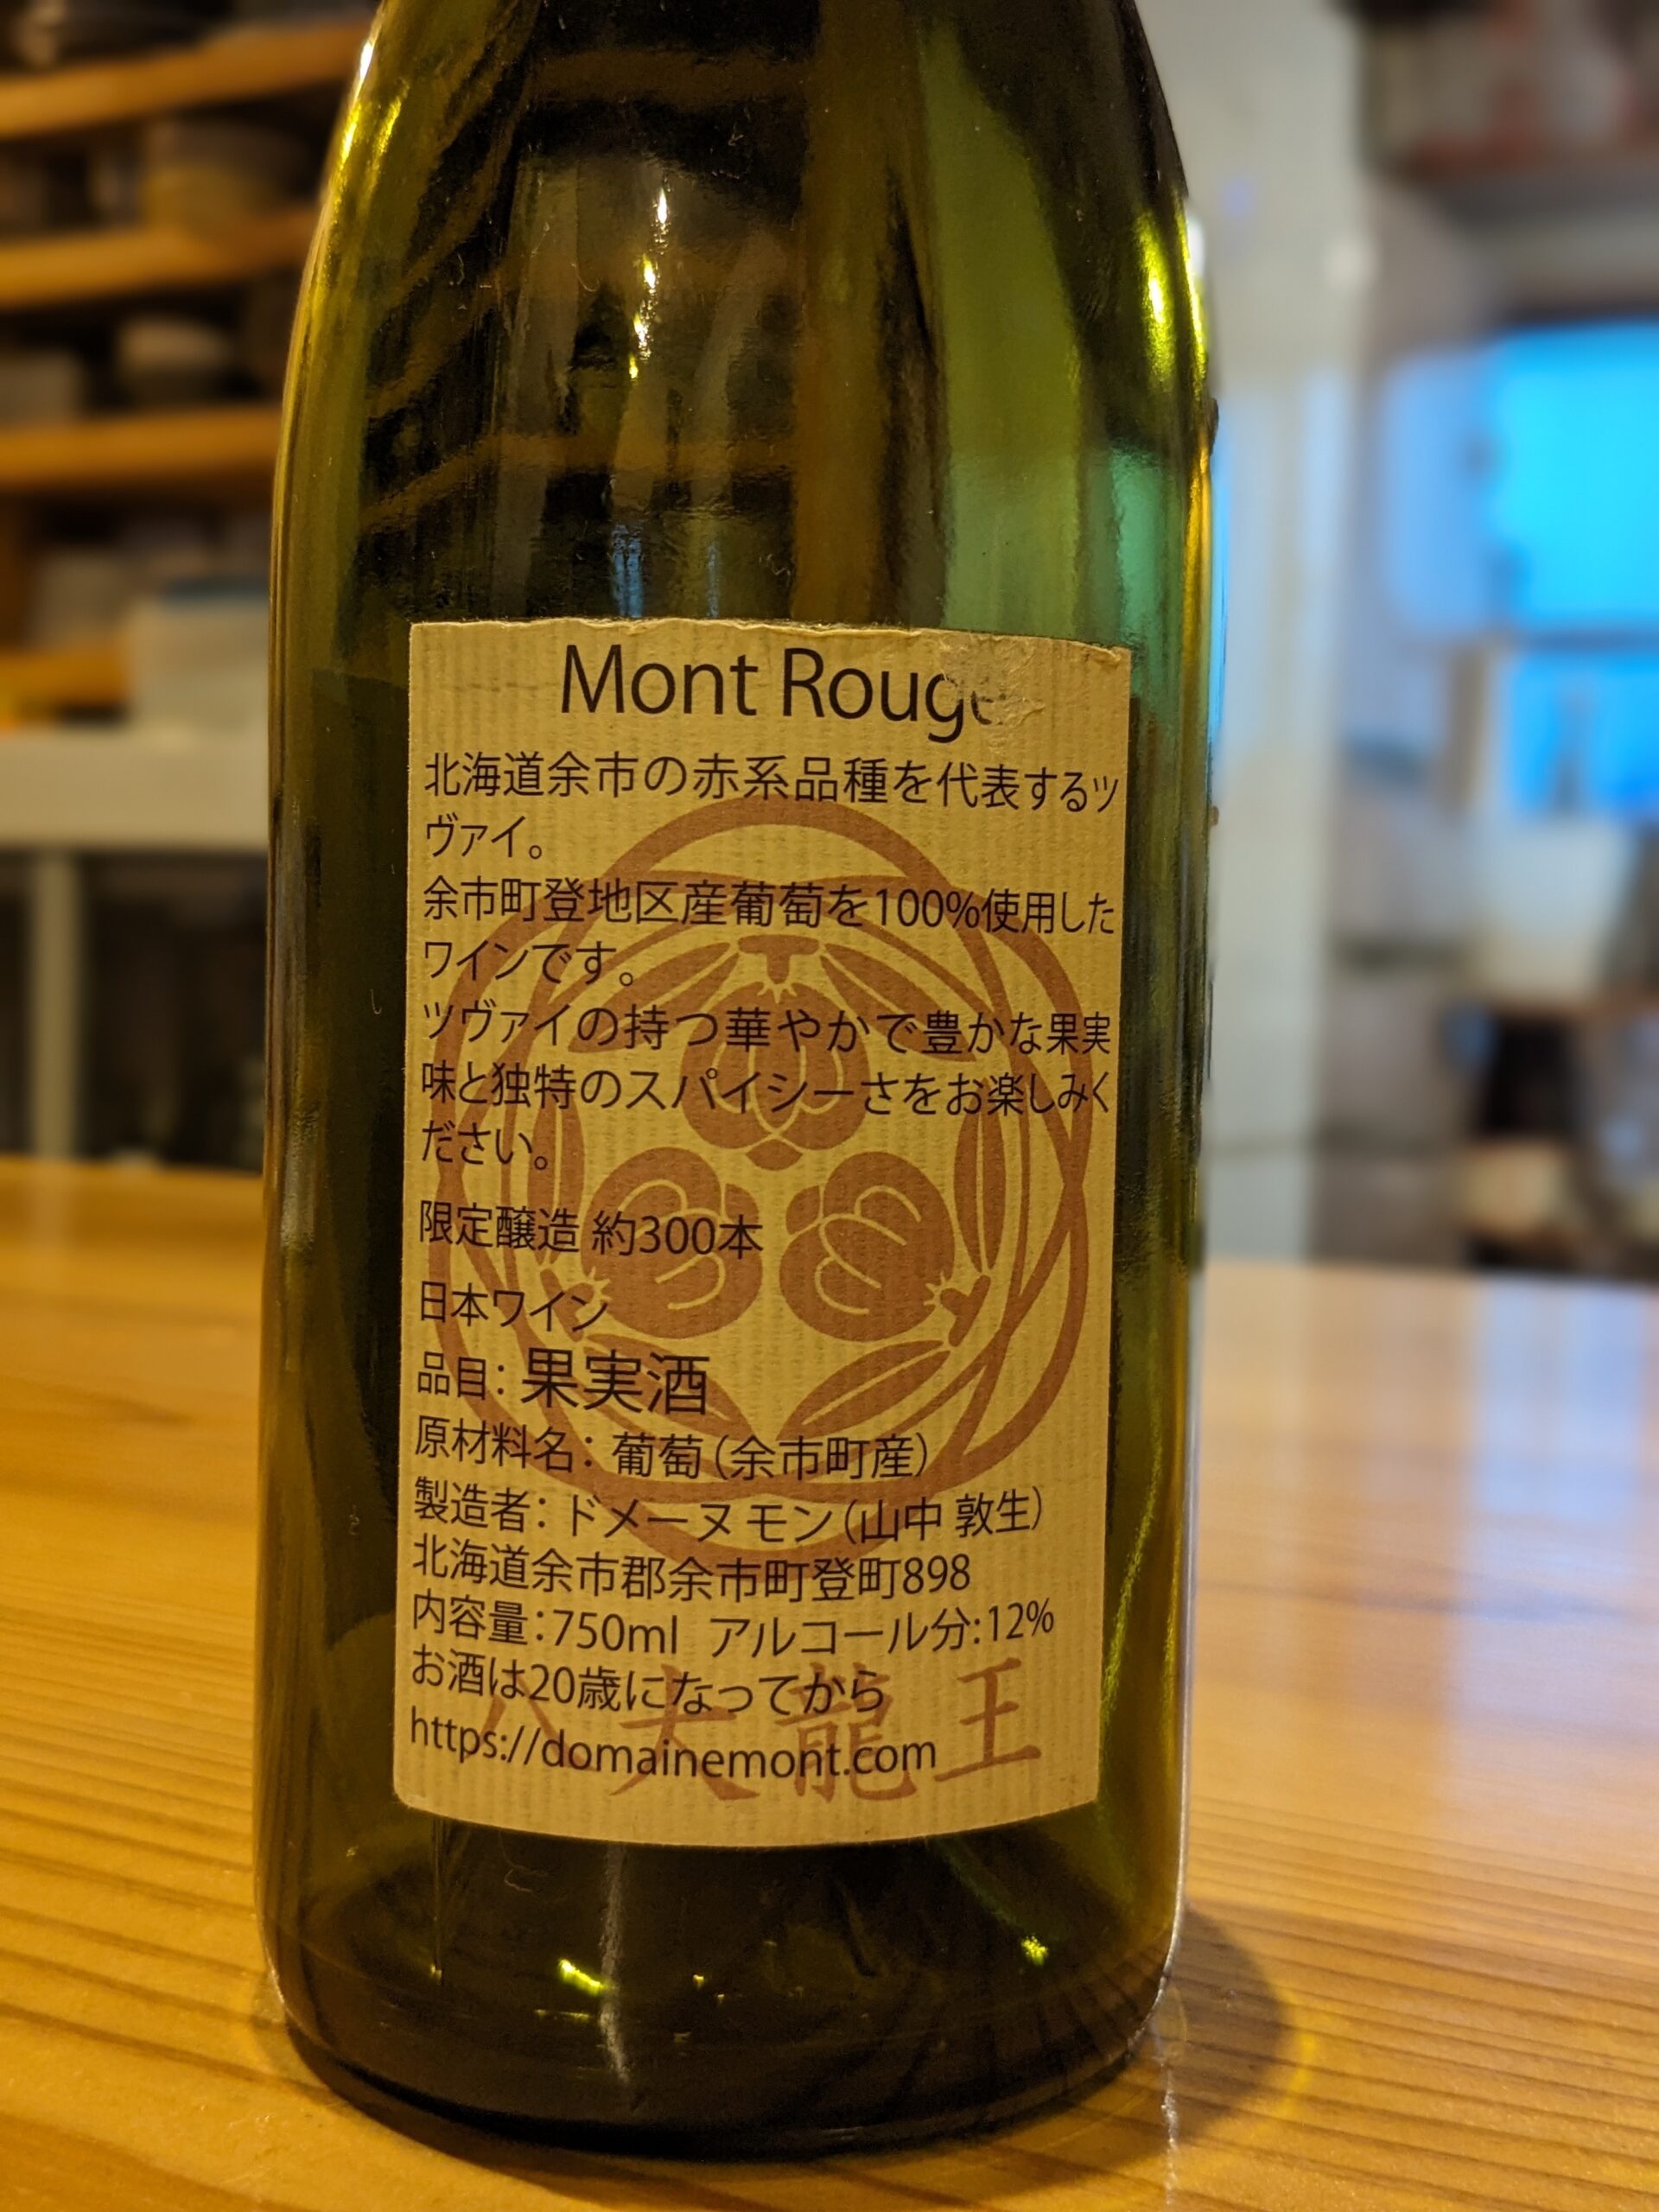 Mont Rouge
北海道余市の赤系品種を代表するツ
ヴァイ。
余市町登地区産葡萄を100%使用した
ワインです。
ツヴァイの持つ華やかで豊かな果実
味と独特のスパイシーさをお楽しみく
ださい。
限定醸造 約300本
日本ワイン
品目：果実酒
原材料名：葡萄（余市町産）
製造者：ドメーヌ モン（山中 敦生）
北海道余市郡余市町登町898
内容量：750ml アルコール分：12%
お酒は20歳になってから
https://domainemont.com
八大龍王